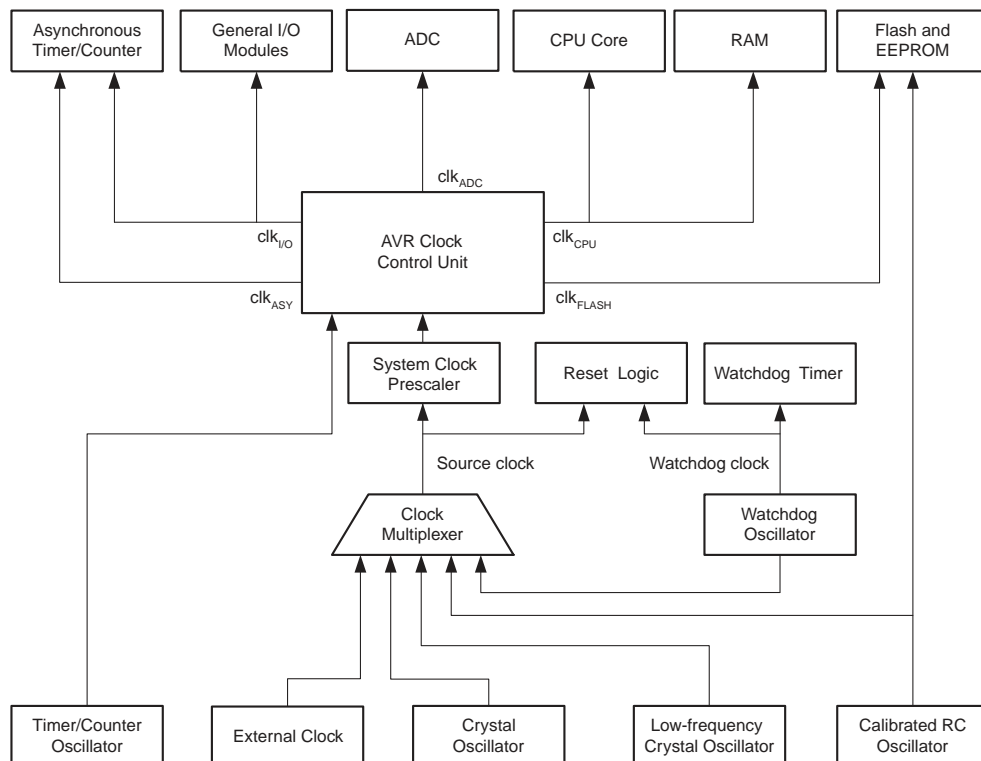 Asynchronous
Timer/Counter
General I/O
Modules
ADC
CPU Core
RAM
Flash and
EEPROM
clkADC
clkI/O
AVR Clock
Control Unit
clkCPU
clkASY
clkFLASH
System Clock
Prescaler
Reset Logic
Watchdog Timer
Source clock
Watchdog clock
Clock
Multiplexer
Watchdog
Oscillator
Timer/Counter
Oscillator
External Clock
Crystal
Oscillator
Low-frequency
Crystal Oscillator
Calibrated RC
Oscillator